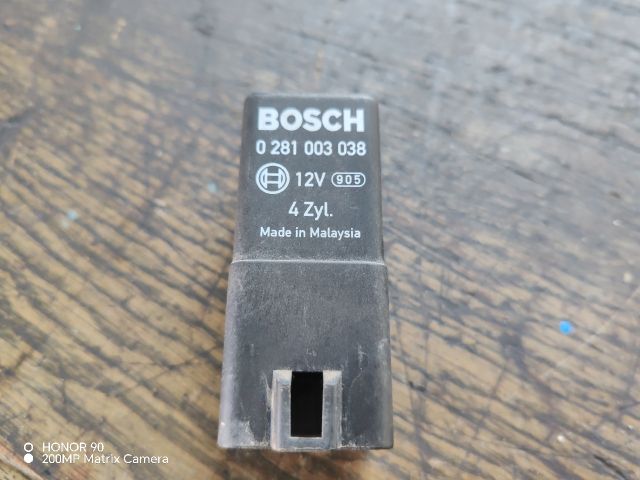 BOSCH
0 281 003 038
12V 905
4 Zyl.
Made in Malaysia
HONOR 90
200MP Matrix Camera